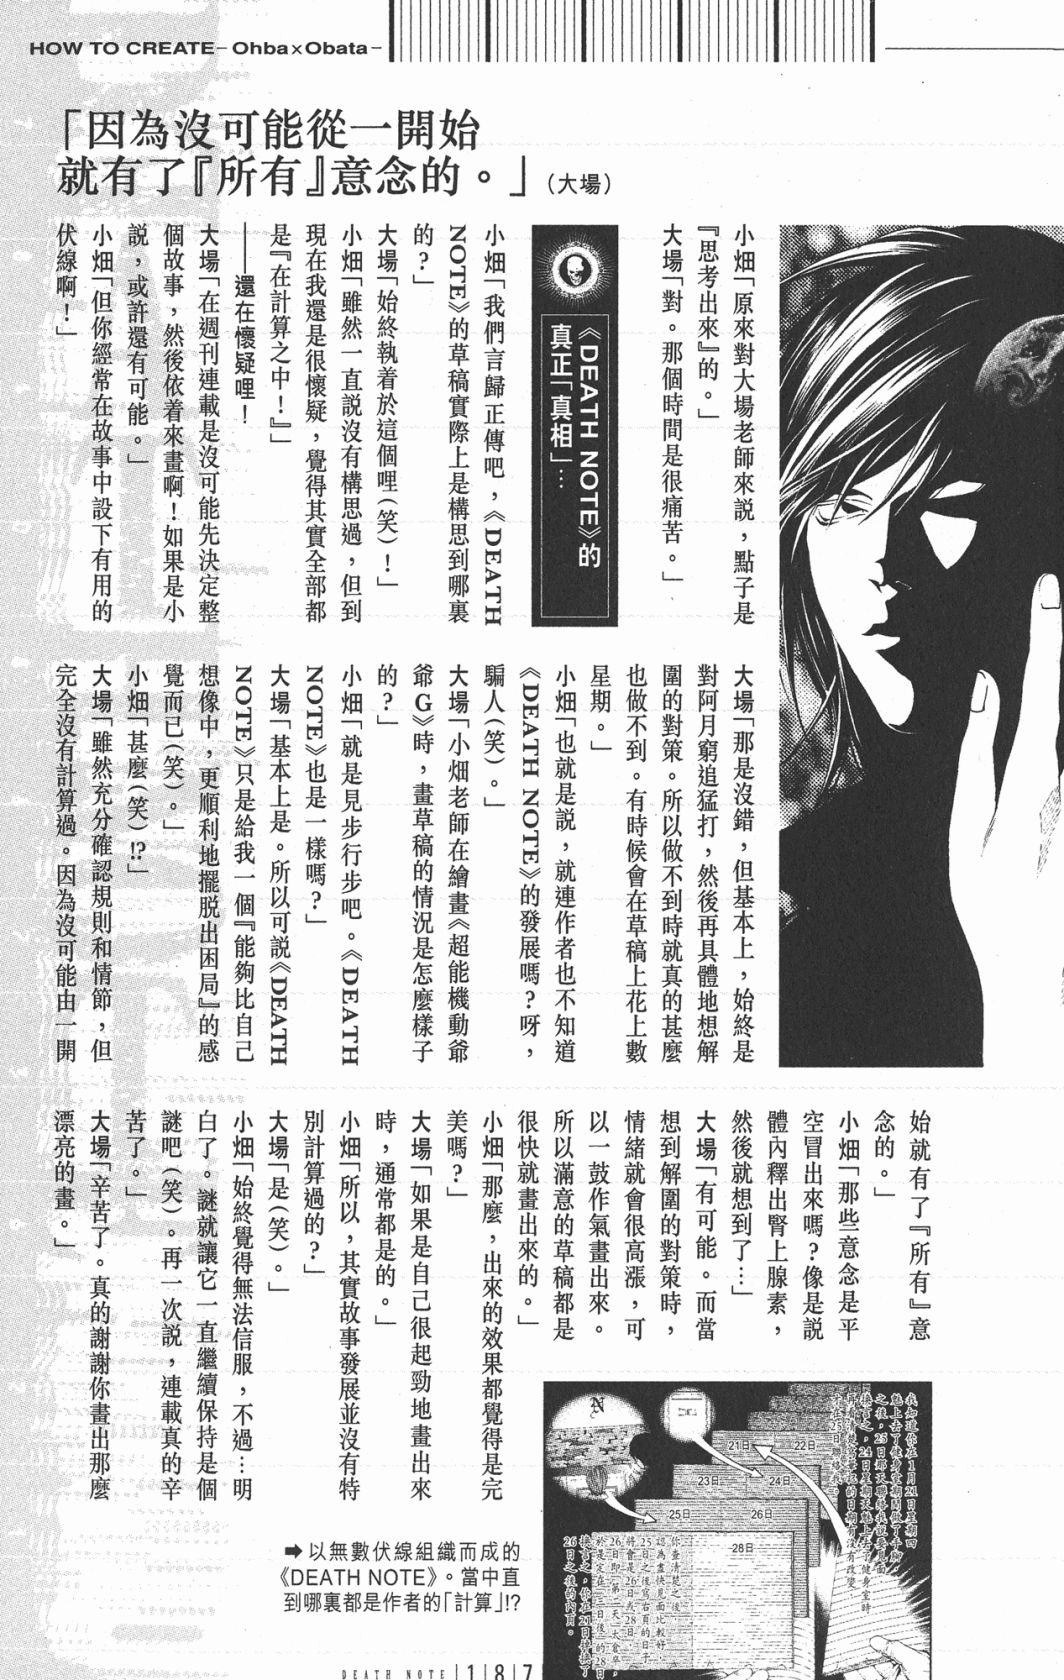 HOW TO CREATE－Ohba×Obata－
「因為沒可能從一開始
就有了『所有』意念的。」（大場）
小畑「原來對大場老師來說，點子是
『思考出來』的。」
大場「對。那個時間是很痛苦。」
《DEATH NOTE》的
真正「真相」…
小畑「我們言歸正傳吧，《DEATH
NOTE》的草稿實際上是構思到哪裏
的？」
大場「始終執着於這個哩（笑）！」
小畑「雖然一直說沒有構思過，但到
現在我還是很懷疑，覺得其實全部都
是『在計算之中！』」
——還在懷疑哩！
大場「在週刊連載是沒可能先決定整
個故事，然後依着來畫啊！如果是小
說，或許還有可能。」
小畑「但你經常在故事中設下有用的
伏線啊！」
大場「那是沒錯，但基本上，始終是
對阿月窮追猛打，然後再具體地想解
圍的對策。所以做不到時就真的甚麼
也做不到。有時候會在草稿上花上數
星期。」
小畑「也就是說，就連作者也不知道
《DEATH NOTE》的發展嗎？呀，
騙人（笑）。」
大場「小畑老師在繪畫《超能機動爺
爺G》時，畫草稿的情況是怎麼樣子
的？」
小畑「就是見步行步吧。《DEATH
NOTE》也是一樣嗎？」
大場「基本上是。所以可說《DEATH
NOTE》只是給我一個『能夠比自己
想像中，更順利地擺脫出困局』的感
覺而已（笑）。」
小畑「甚麼（笑）!?」
大場「雖然充分確認規則和情節，但
完全沒有計算過。因為沒可能由一開
始就有了『所有』意
念的。」
小畑「那些意念是平
空冒出來嗎？像是說
體內釋出腎上腺素，
然後就想到了…」
大場「有可能。而當
想到解圍的對策時，
情緒就會很高漲，可
以一鼓作氣畫出來。
所以滿意的草稿都是
很快就畫出來的。」
小畑「那麼，出來的效果都覺得是完
美嗎？」
大場「如果是自己很起勁地畫出來
時，通常都是的。」
小畑「所以，其實故事發展並沒有特
別計算過的？」
大場「是（笑）。」
小畑「始終覺得無法信服，不過…明
白了。謎就讓它一直繼續保持是個
謎吧（笑）。再一次說，連載真的辛
苦了。」
大場「辛苦了。真的謝謝你畫出那麼
漂亮的畫。」
21日
22日
23日
24日
25日
26日
28日
➡以無數伏線組織而成的
《DEATH NOTE》。當中直
到哪裏都是作者的「計算」!?
DEATH NOTE |1|8|7